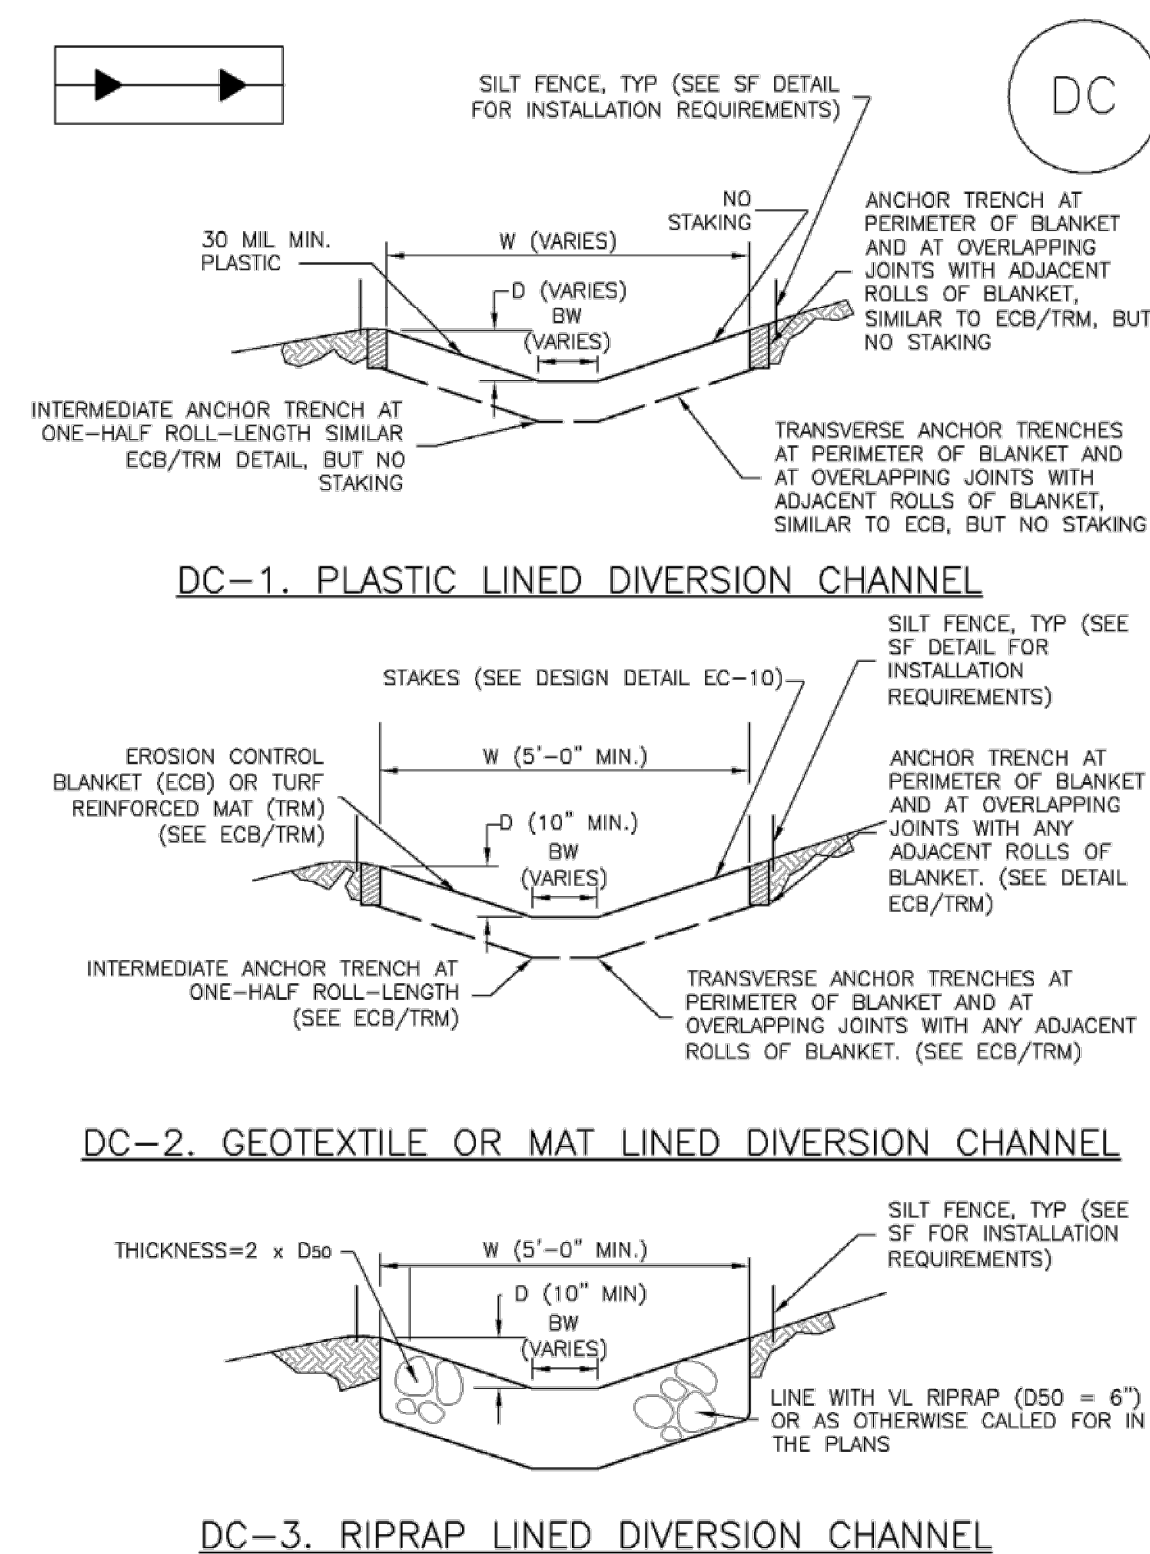 DC
SILT FENCE, TYP (SEE SF DETAIL
FOR INSTALLATION REQUIREMENTS)
NO
STAKING
ANCHOR TRENCH AT
PERIMETER OF BLANKET
AND AT OVERLAPPING
JOINTS WITH ADJACENT
ROLLS OF BLANKET,
SIMILAR TO ECB/TRM, BUT
NO STAKING
30 MIL MIN.
PLASTIC
W (VARIES)
D (VARIES)
BW
(VARIES)
INTERMEDIATE ANCHOR TRENCH AT
ONE-HALF ROLL-LENGTH SIMILAR
ECB/TRM DETAIL, BUT NO
STAKING
TRANSVERSE ANCHOR TRENCHES
AT PERIMETER OF BLANKET AND
AT OVERLAPPING JOINTS WITH
ADJACENT ROLLS OF BLANKET,
SIMILAR TO ECB, BUT NO STAKING
DC-1. PLASTIC LINED DIVERSION CHANNEL
SILT FENCE, TYP (SEE
SF DETAIL FOR
INSTALLATION
REQUIREMENTS)
STAKES (SEE DESIGN DETAIL EC-10)
EROSION CONTROL
BLANKET (ECB) OR TURF
REINFORCED MAT (TRM)
(SEE ECB/TRM)
W (5'-0" MIN.)
D (10" MIN.)
BW
(VARIES)
ANCHOR TRENCH AT
PERIMETER OF BLANKET
AND AT OVERLAPPING
JOINTS WITH ANY
ADJACENT ROLLS OF
BLANKET. (SEE DETAIL
ECB/TRM)
INTERMEDIATE ANCHOR TRENCH AT
ONE-HALF ROLL-LENGTH
(SEE ECB/TRM)
TRANSVERSE ANCHOR TRENCHES AT
PERIMETER OF BLANKET AND AT
OVERLAPPING JOINTS WITH ANY ADJACENT
ROLLS OF BLANKET. (SEE ECB/TRM)
DC-2. GEOTEXTILE OR MAT LINED DIVERSION CHANNEL
SILT FENCE, TYP (SEE
SF FOR INSTALLATION
REQUIREMENTS)
THICKNESS=2 x D50
W (5'-0" MIN.)
D (10" MIN)
BW
(VARIES)
LINE WITH VL RIPRAP (D50 = 6")
OR AS OTHERWISE CALLED FOR IN
THE PLANS
DC-3. RIPRAP LINED DIVERSION CHANNEL